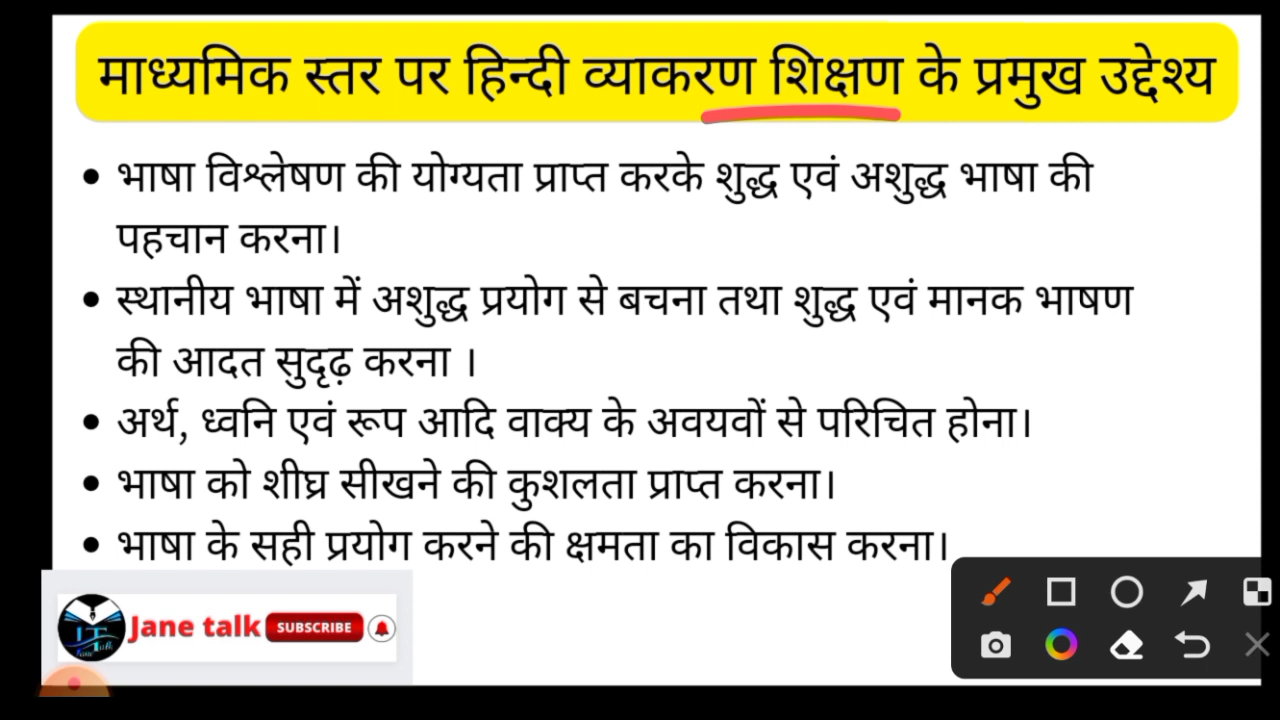 माध्यमिक स्तर पर हिन्दी व्याकरण शिक्षण के प्रमुख उद्देश्य
• भाषा विश्लेषण की योग्यता प्राप्त करके शुद्ध एवं अशुद्ध भाषा की
पहचान करना।
• स्थानीय भाषा में अशुद्ध प्रयोग से बचना तथा शुद्ध एवं मानक भाषण
की आदत सुदृढ़ करना ।
• अर्थ, ध्वनि एवं रूप आदि वाक्य के अवयवों से परिचित होना।
• भाषा को शीघ्र सीखने की कुशलता प्राप्त करना।
• भाषा के सही प्रयोग करने की क्षमता का विकास करना।
Jane talk SUBSCRIBE